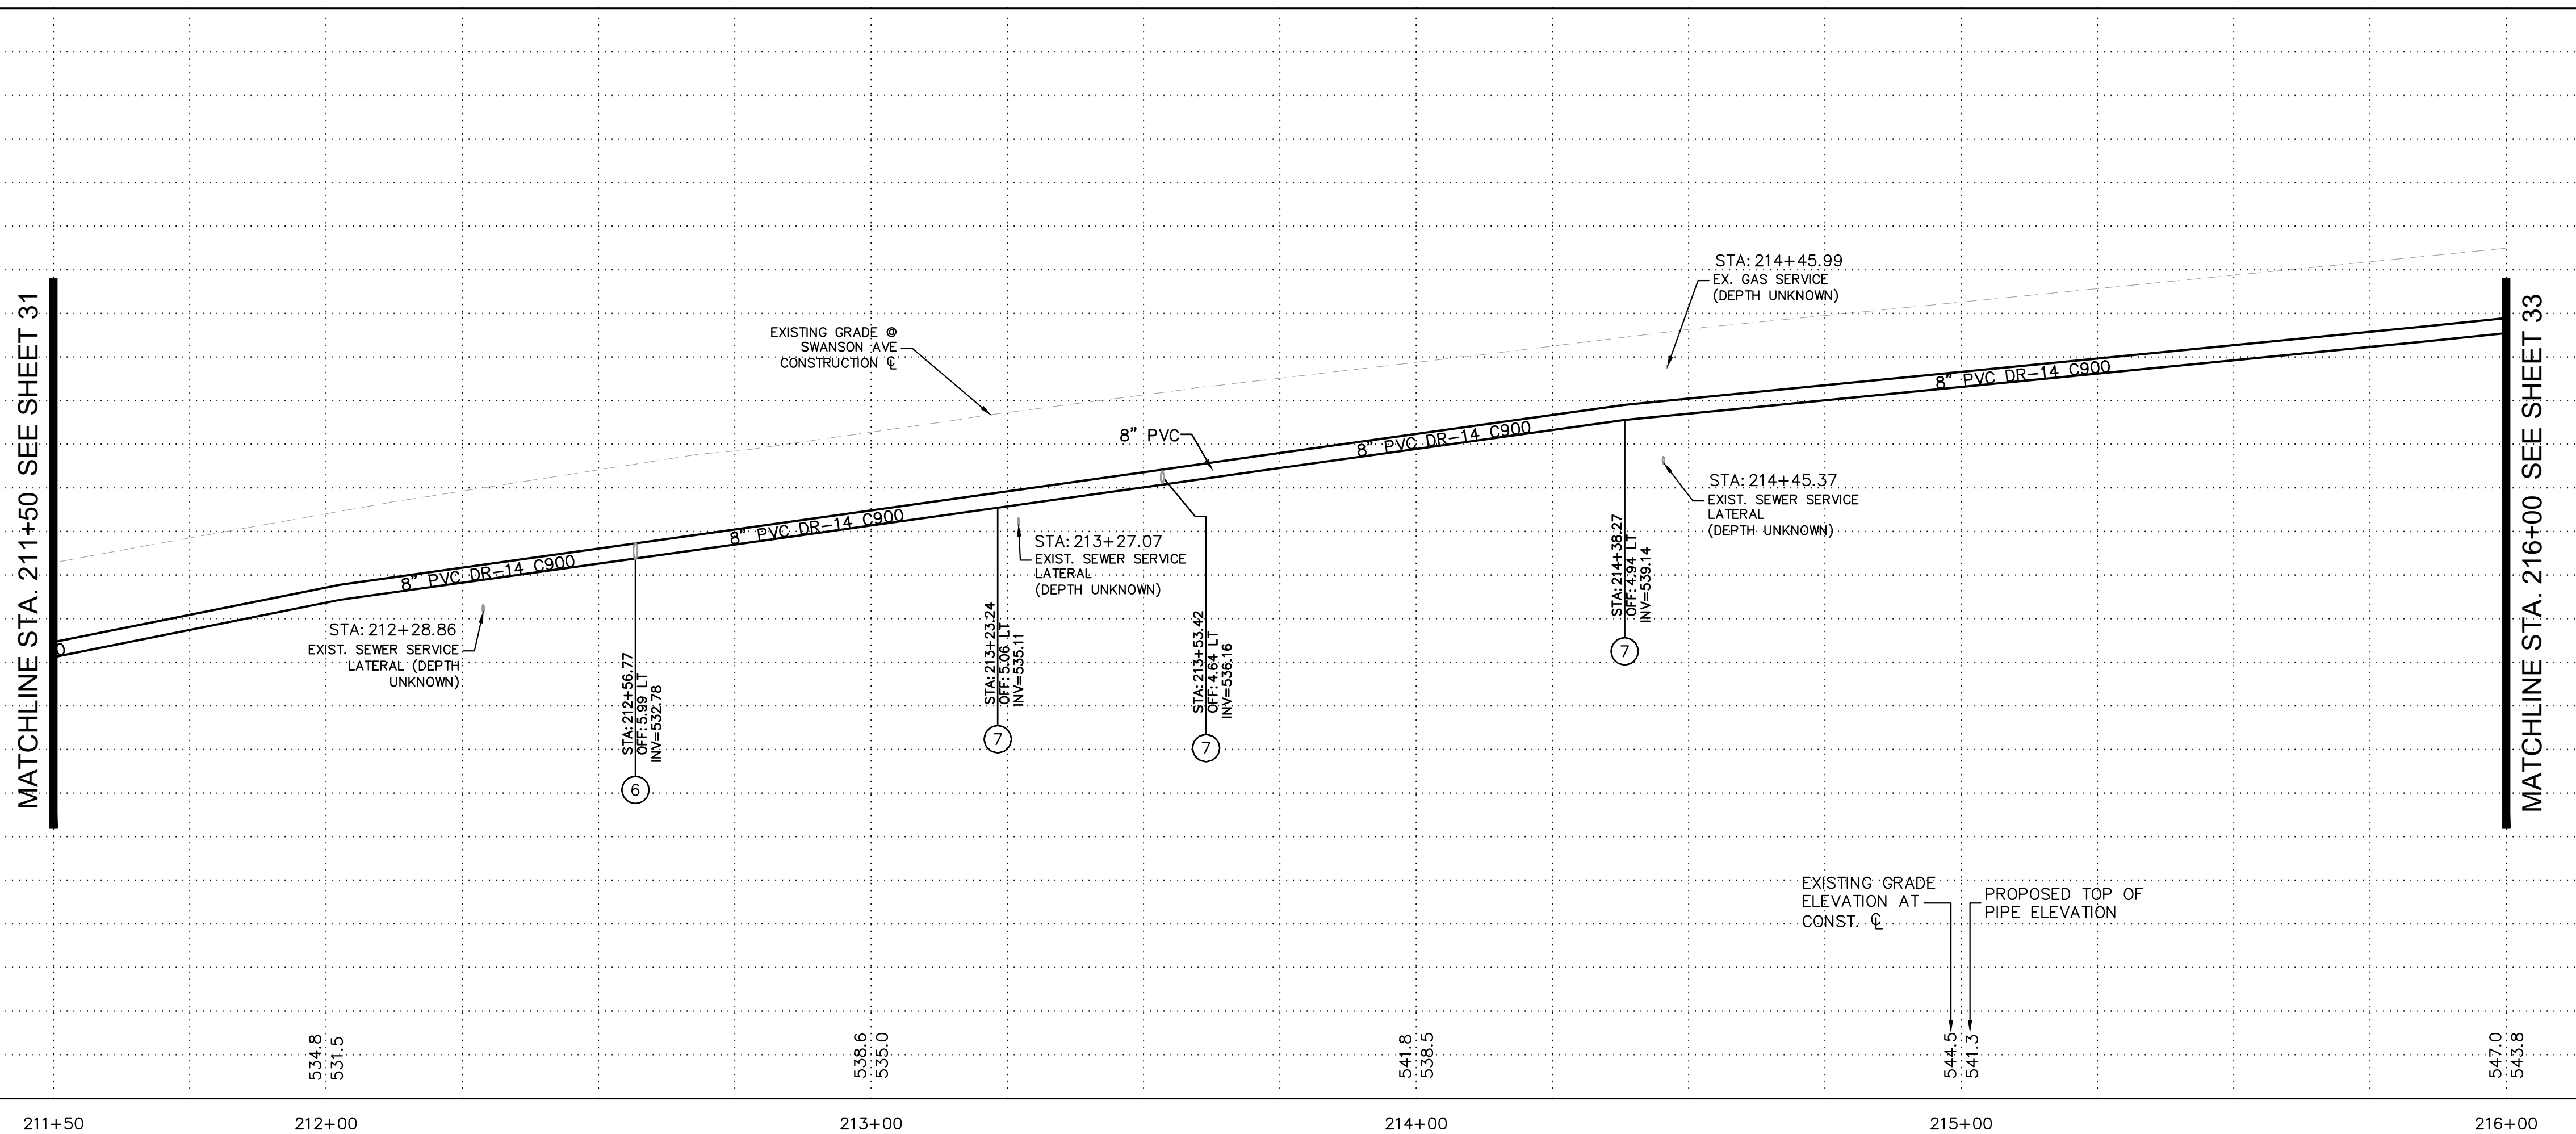 MATCHLINE STA. 211+50 SEE SHEET 31
EXISTING GRADE @
SWANSON AVE
CONSTRUCTION ℄
STA: 214+45.99
EX. GAS SERVICE
(DEPTH UNKNOWN)
8" PVC
8" PVC DR-14 C900
8" PVC DR-14 C900
8" PVC DR-14 C900
8" PVC DR-14 C900
0
STA: 212+28.86
EXIST. SEWER SERVICE
LATERAL (DEPTH
UNKNOWN)
STA: 212+56.77
OFF: 5.99 LT
INV=532.78
6
STA: 213+23.24
OFF: 5.06 LT
INV=535.11
7
STA: 213+27.07
EXIST. SEWER SERVICE
LATERAL
(DEPTH UNKNOWN)
STA: 213+53.42
OFF: 4.64 LT
INV=536.16
7
STA: 214+38.27
OFF: 4.94 LT
INV=539.14
7
STA: 214+45.37
EXIST. SEWER SERVICE
LATERAL
(DEPTH UNKNOWN)
MATCHLINE STA. 216+00 SEE SHEET 33
EXISTING GRADE
ELEVATION AT
CONST. ℄
PROPOSED TOP OF
PIPE ELEVATION
534.8
531.5
538.6
535.0
541.8
538.5
544.5
541.3
547.0
543.8
211+50
212+00
213+00
214+00
215+00
216+00